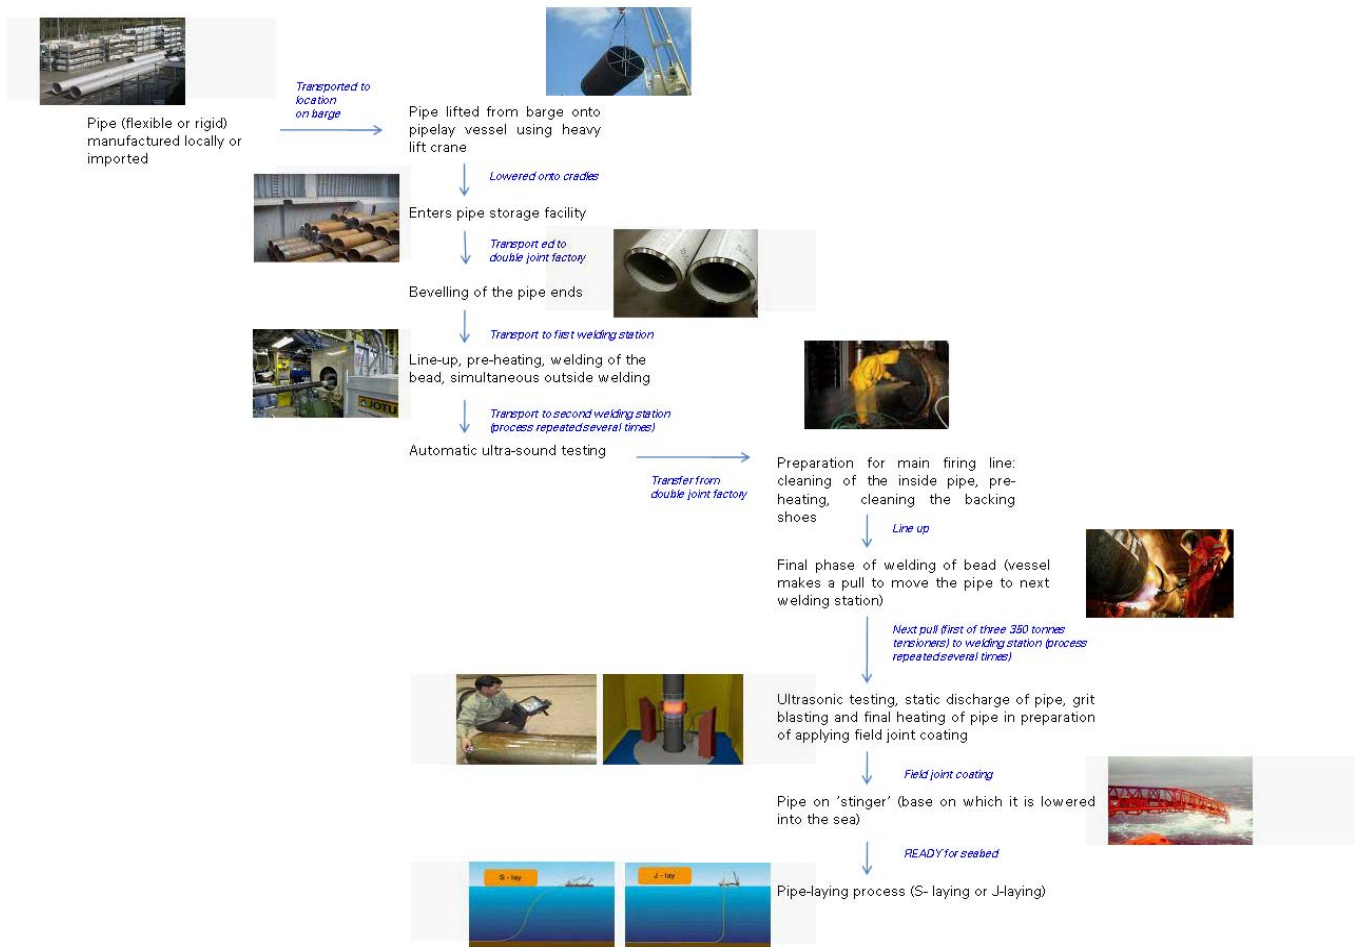 Transported to
location
on barge
Pipe (flexible or rigid)
manufactured locally or
imported
Pipe lifted from barge onto
pipelay vessel using heavy
lift crane
Lowered onto cradles
Enters pipe storage facility
Transport ed to
double joint factory
Bevelling of the pipe ends
Transport to first welding station
Line-up, pre-heating, welding of the
bead, simultaneous outside welding
JOTU
Transport to second welding station
(process repeated several times)
Automatic ultra-sound testing
Transfer from
double joint factory
Preparation for main firing line:
cleaning of the inside pipe, pre-
heating, cleaning the backing
shoes
Line up
Final phase of welding of bead (vessel
makes a pull to move the pipe to next
welding station)
Next pull (first of three 350 tonnes
tensioners) to welding station (process
repeated several times)
Ultrasonic testing, static discharge of pipe, grit
blasting and final heating of pipe in preparation
of applying field joint coating
Field joint coating
Pipe on 'stinger' (base on which it is lowered
into the sea)
READY for seabed
S - lay
J - lay
Pipe-laying process (S- laying or J-laying)